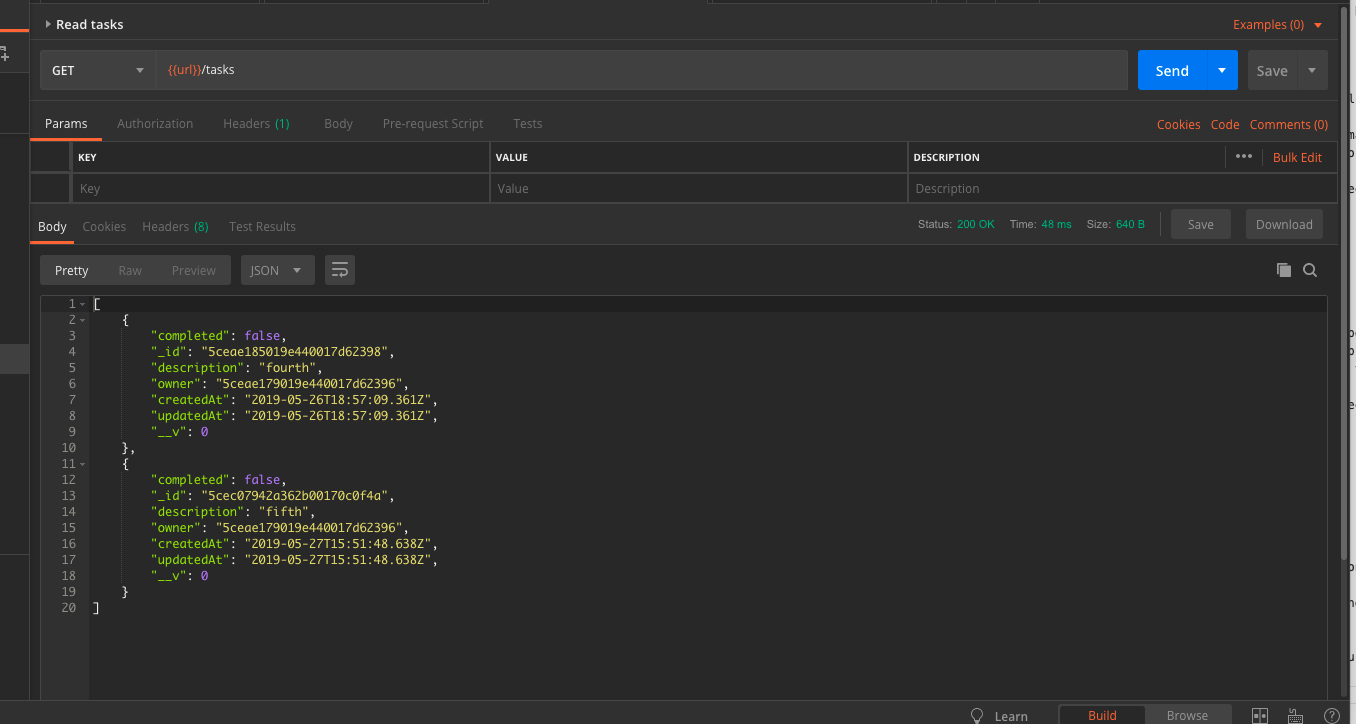 Read tasks
Examples (0)
GET
{{url}}/tasks
Send
Save
Params Authorization Headers (1) Body Pre-request Script Tests
Cookies Code Comments (0)
KEY VALUE DESCRIPTION
Bulk Edit
Key Value Description
Body Cookies Headers (8) Test Results
Status: 200 OK Time: 48 ms Size: 640 B
Save Download
Pretty Raw Preview JSON
1 [
2 {
3 "completed": false,
4 "_id": "5ceae185019e440017d62398",
5 "description": "fourth",
6 "owner": "5ceae179019e440017d62396",
7 "createdAt": "2019-05-26T18:57:09.361Z",
8 "updatedAt": "2019-05-26T18:57:09.361Z",
9 "__v": 0
10 },
11 {
12 "completed": false,
13 "_id": "5cec07942a362b00170c0f4a",
14 "description": "fifth",
15 "owner": "5ceae179019e440017d62396",
16 "createdAt": "2019-05-27T15:51:48.638Z",
17 "updatedAt": "2019-05-27T15:51:48.638Z",
18 "__v": 0
19 }
20 ]
Learn Build Browse